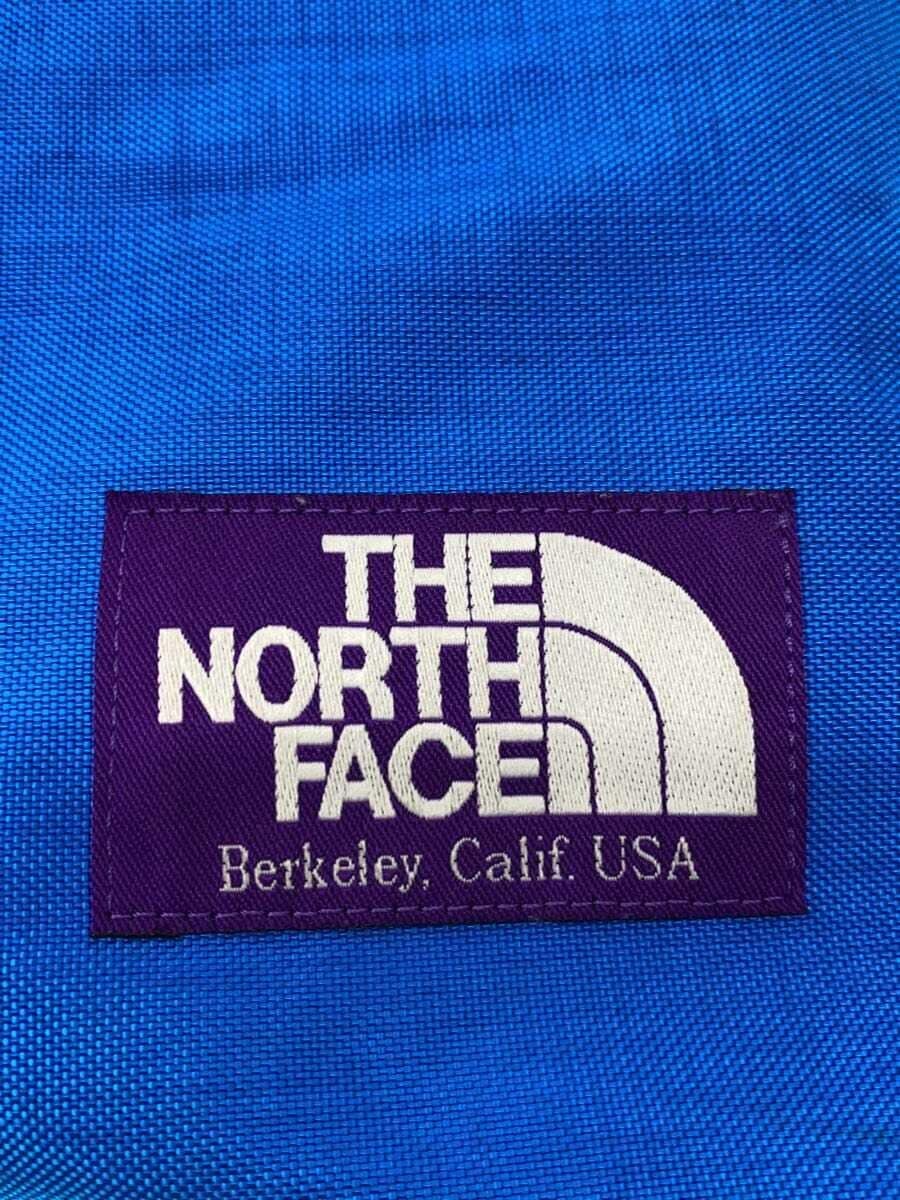 THE
NORTH
FACE
Berkeley, Calif. USA